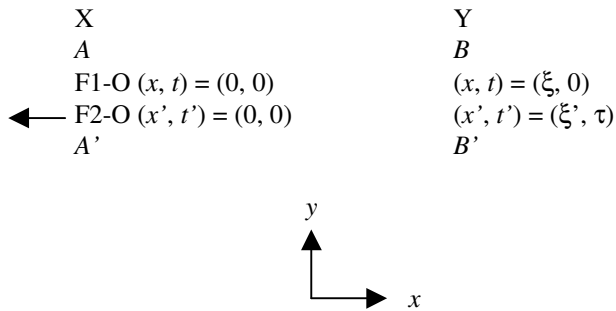 X Y
A B
F1-O (x, t) = (0, 0) (x, t) = (ξ, 0)
F2-O (x’, t’) = (0, 0) (x’, t’) = (ξ’, τ)
A’ B’
y
x